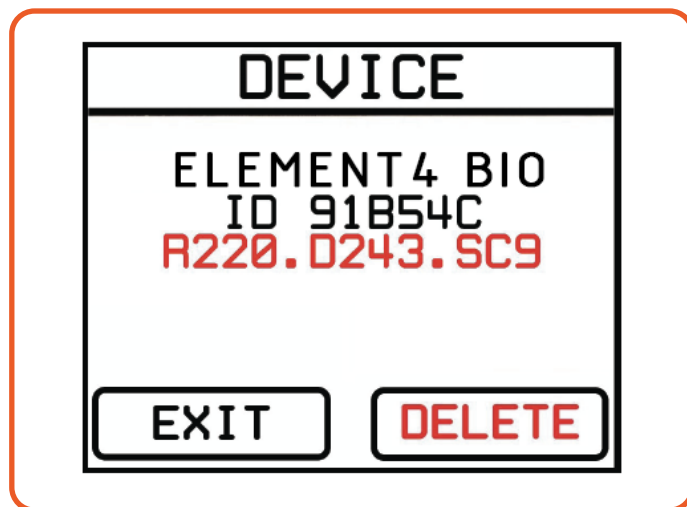 DEVICE
ELEMENT4 BIO
ID 91B54C
R220.D243.SC9
EXIT
DELETE